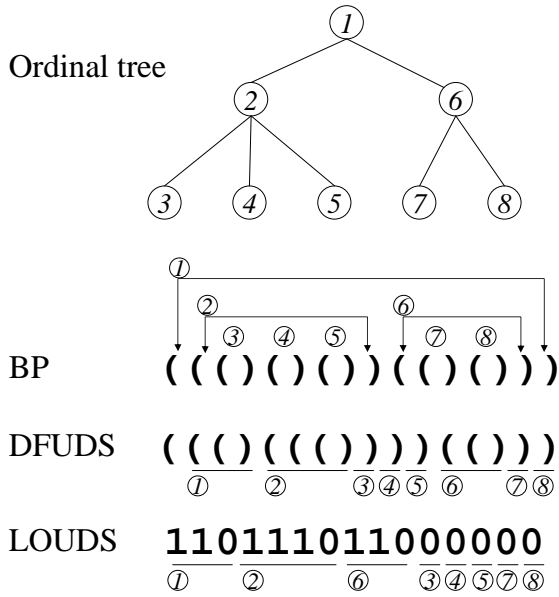 1
Ordinal tree
2 6
3 4 5 7 8
1
2 6
3 4 5 7 8
BP ((()()())(()()))
DFUDS ((()((())))(()))
1 2 3 4 5 6 7 8
LOUDS 110111011000000
1 2 6 3 4 5 7 8